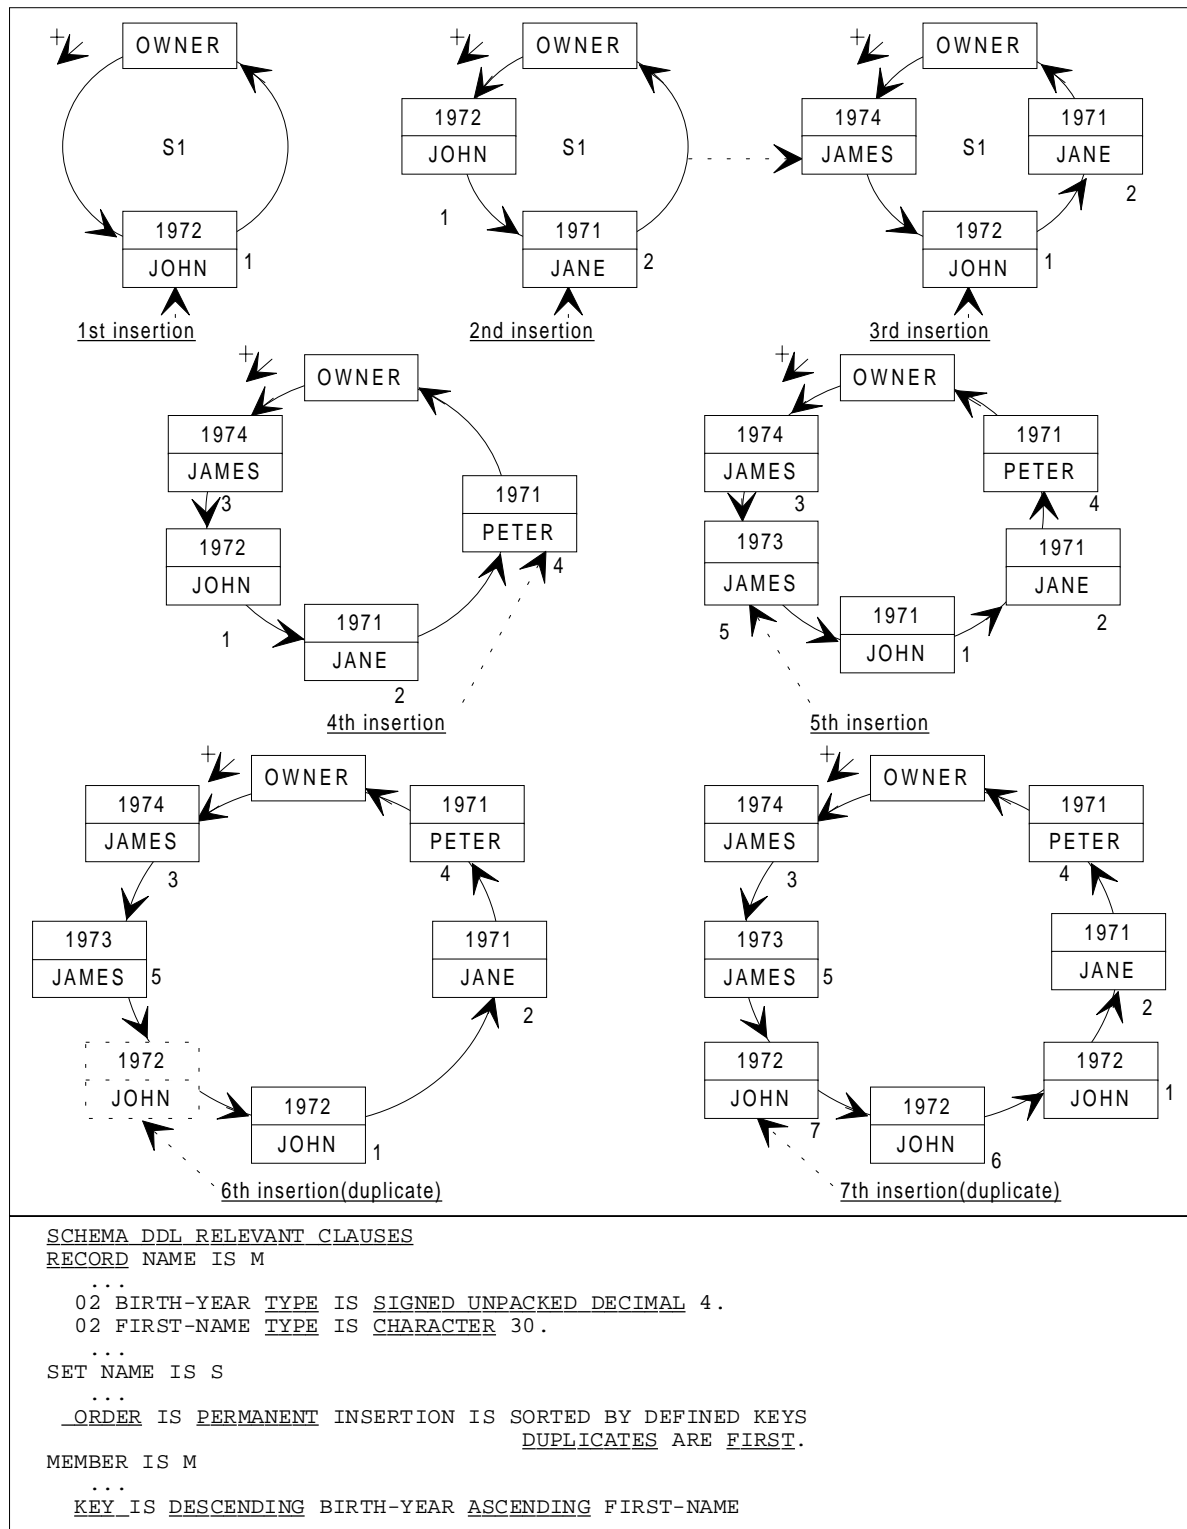 +
OWNER
S1
1972
JOHN
1
1st insertion
+
OWNER
1972
JOHN
S1
1
1971
JANE
2
2nd insertion
+
OWNER
1974
JAMES
S1
1971
JANE
2
1972
JOHN
1
3rd insertion
+
OWNER
1974
JAMES
3
1972
JOHN
1
1971
JANE
2
1971
PETER
4
4th insertion
+
OWNER
1974
JAMES
3
1973
JAMES
5
1971
JOHN
1
1971
JANE
2
1971
PETER
4
5th insertion
+
OWNER
1974
JAMES
3
1973
JAMES
5
1972
JOHN
1972
JOHN
1
1971
JANE
2
1971
PETER
4
6th insertion(duplicate)
+
OWNER
1974
JAMES
3
1973
JAMES
5
1972
JOHN
7
1972
JOHN
6
1972
JOHN
1
1971
JANE
2
1971
PETER
4
7th insertion(duplicate)
SCHEMA DDL RELEVANT CLAUSES
RECORD NAME IS M
...
02 BIRTH-YEAR TYPE IS SIGNED UNPACKED DECIMAL 4.
02 FIRST-NAME TYPE IS CHARACTER 30.
...
SET NAME IS S
...
ORDER IS PERMANENT INSERTION IS SORTED BY DEFINED KEYS
DUPLICATES ARE FIRST.
MEMBER IS M
...
KEY IS DESCENDING BIRTH-YEAR ASCENDING FIRST-NAME